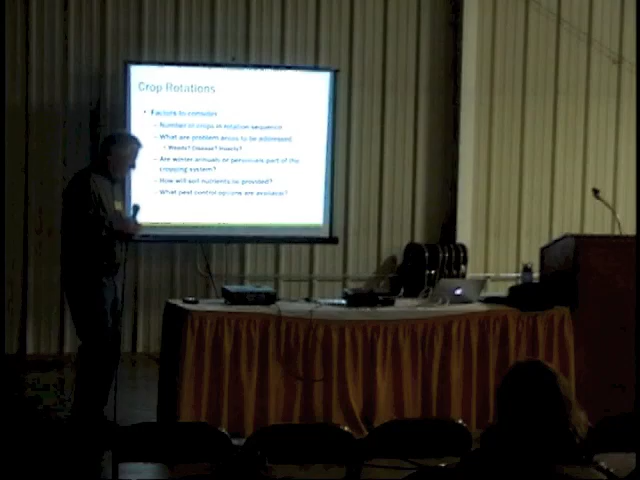 Crop Rotations
• Factors to consider
– Number of crops in rotation sequence
– What are problem areas to be addressed
• Weeds? Disease? Insects?
– Are winter annuals or perennials part of the
cropping system?
– How will soil nutrients be provided?
– What pest control options are available?